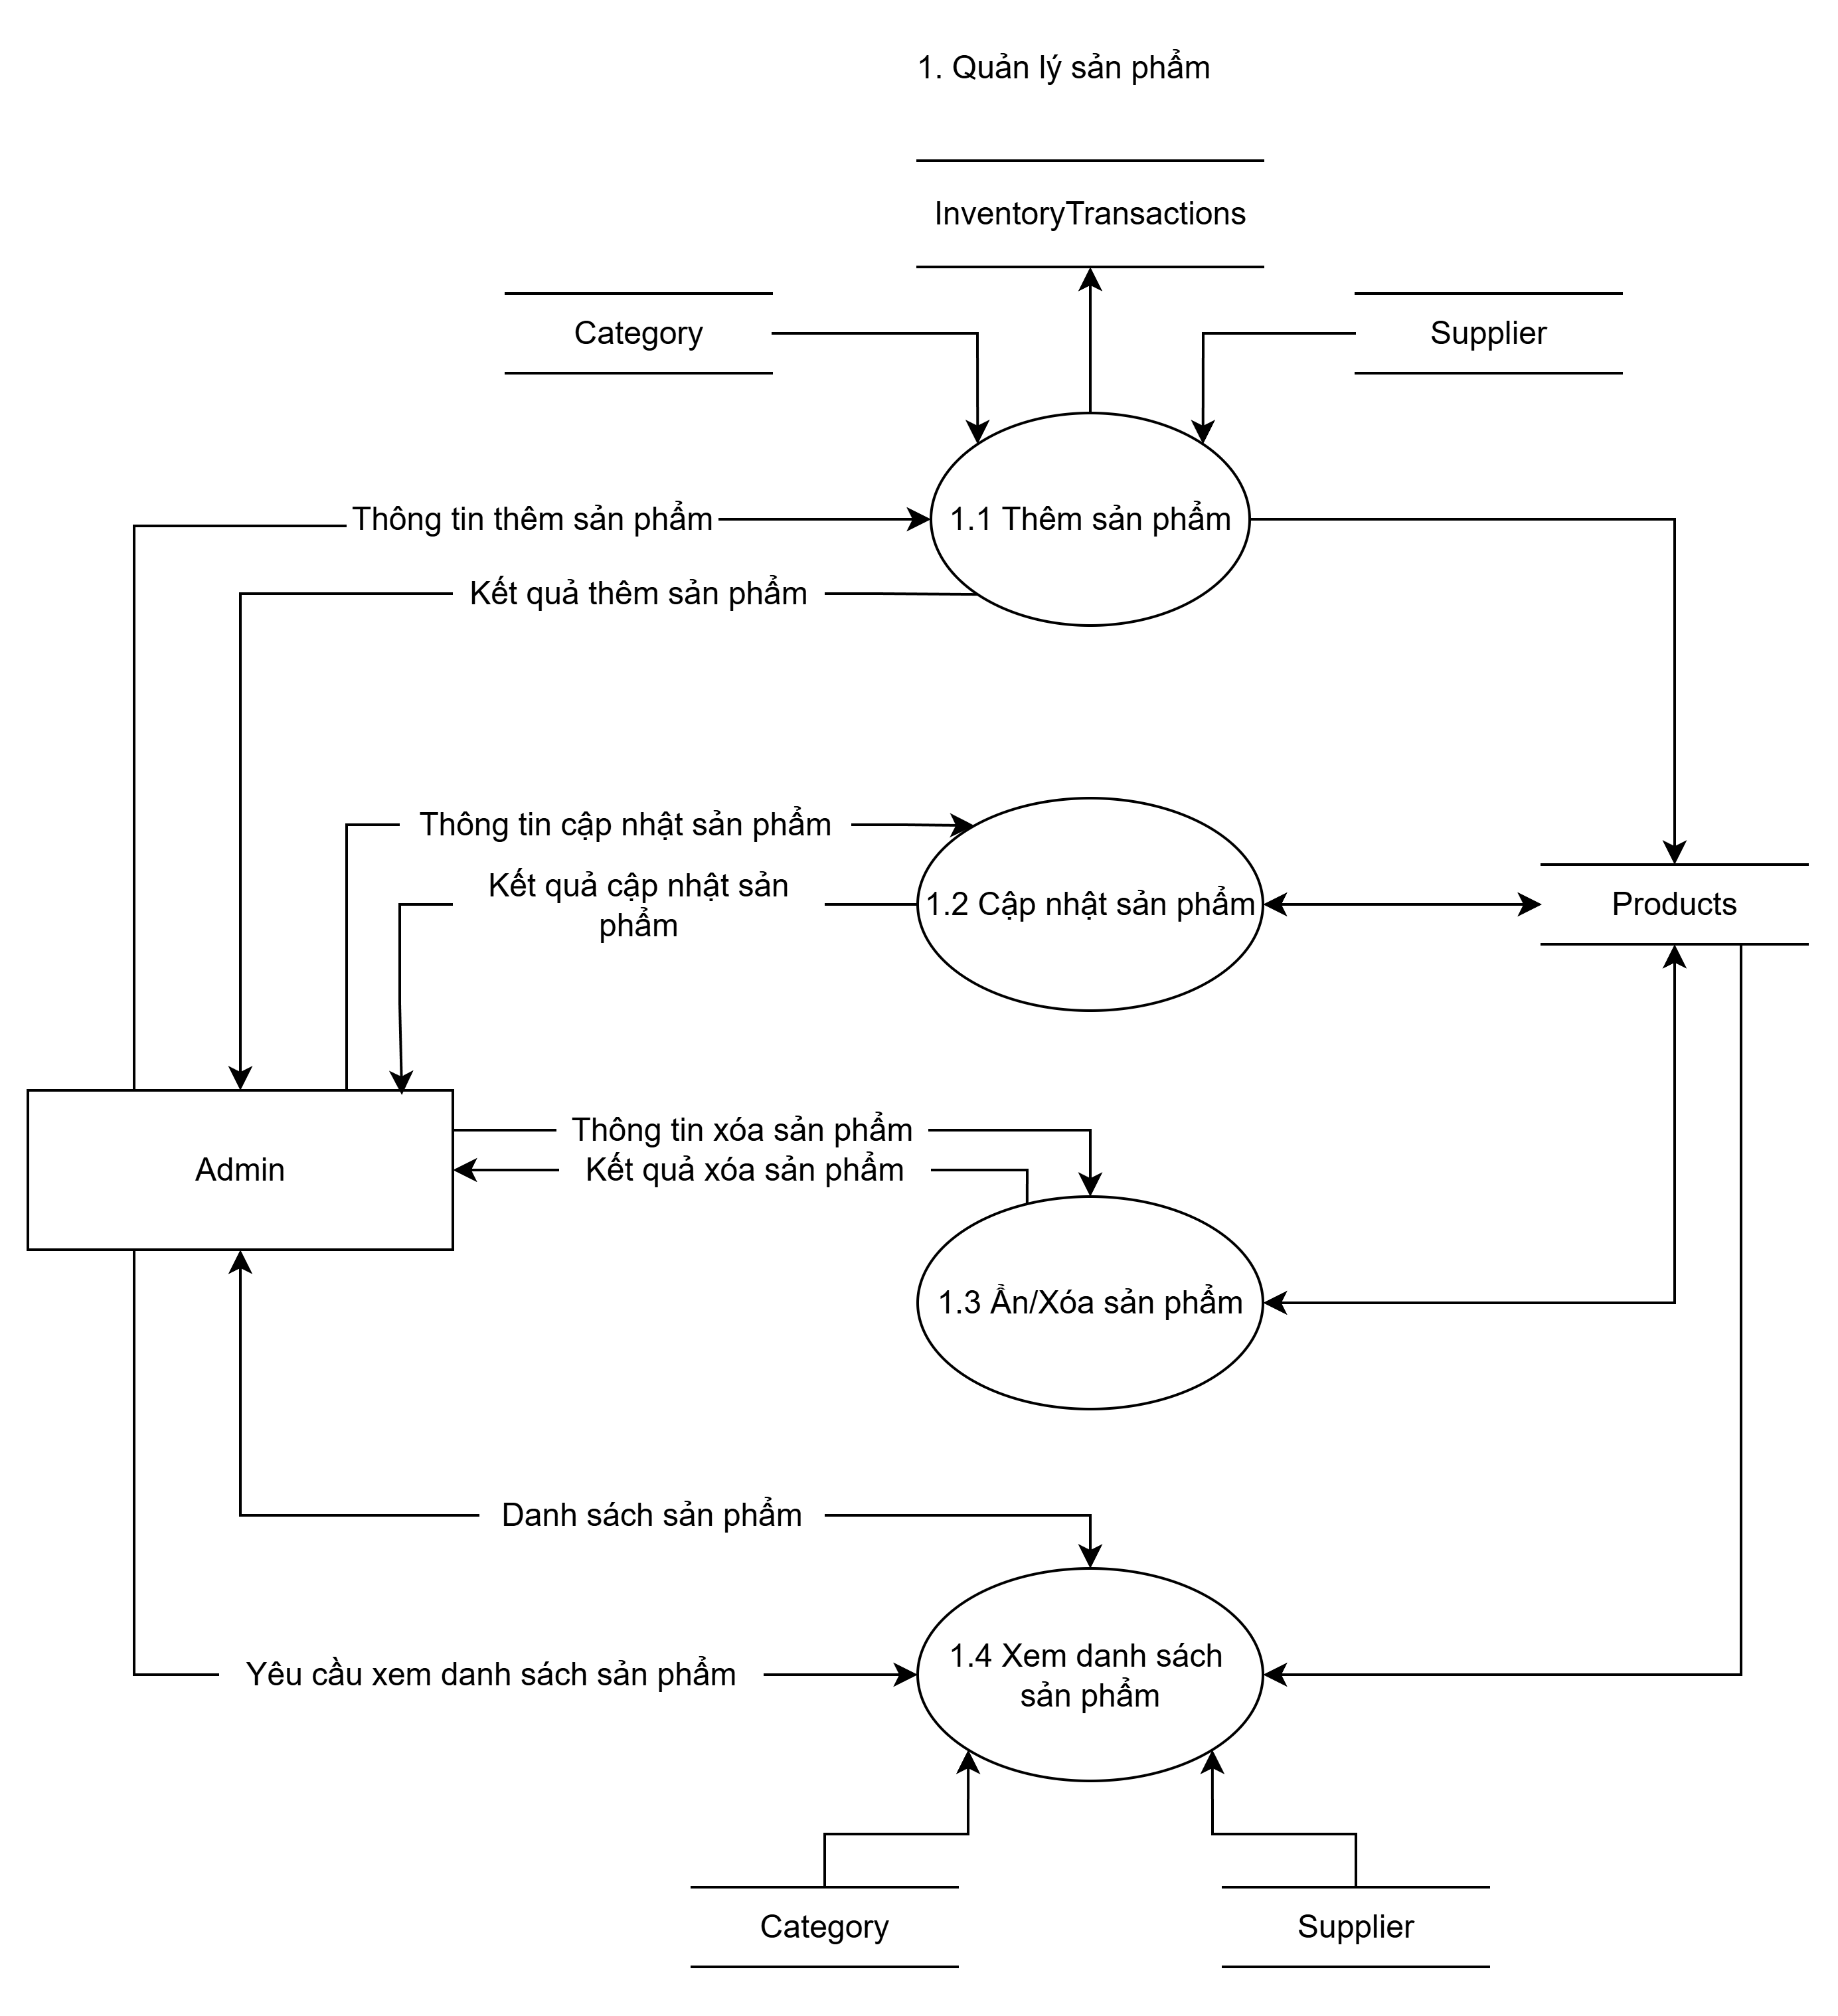 1. Quản lý sản phẩm
InventoryTransactions
Category
Supplier
Thông tin thêm sản phẩm
1.1 Thêm sản phẩm
Kết quả thêm sản phẩm
Thông tin cập nhật sản phẩm
Kết quả cập nhật sản
phẩm
1.2 Cập nhật sản phẩm
Products
Thông tin xóa sản phẩm
Kết quả xóa sản phẩm
Admin
1.3 Ẩn/Xóa sản phẩm
Danh sách sản phẩm
1.4 Xem danh sách
sản phẩm
Yêu cầu xem danh sách sản phẩm
Category
Supplier